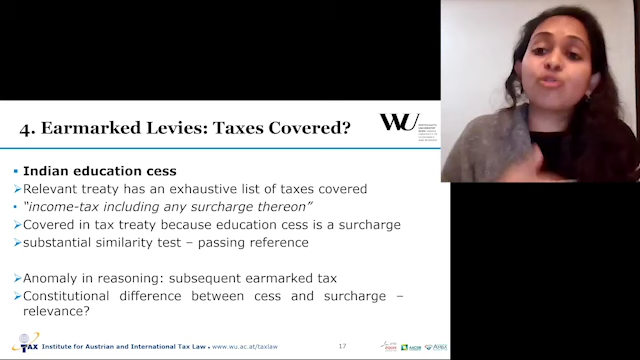 4. Earmarked Levies: Taxes Covered?
WU
Indian education cess
Relevant treaty has an exhaustive list of taxes covered
“income-tax including any surcharge thereon”
Covered in tax treaty because education cess is a surcharge
substantial similarity test – passing reference
Anomaly in reasoning: subsequent earmarked tax
Constitutional difference between cess and surcharge –
relevance?
TAX Institute for Austrian and International Tax Law ▪ www.wu.ac.at/taxlaw 17